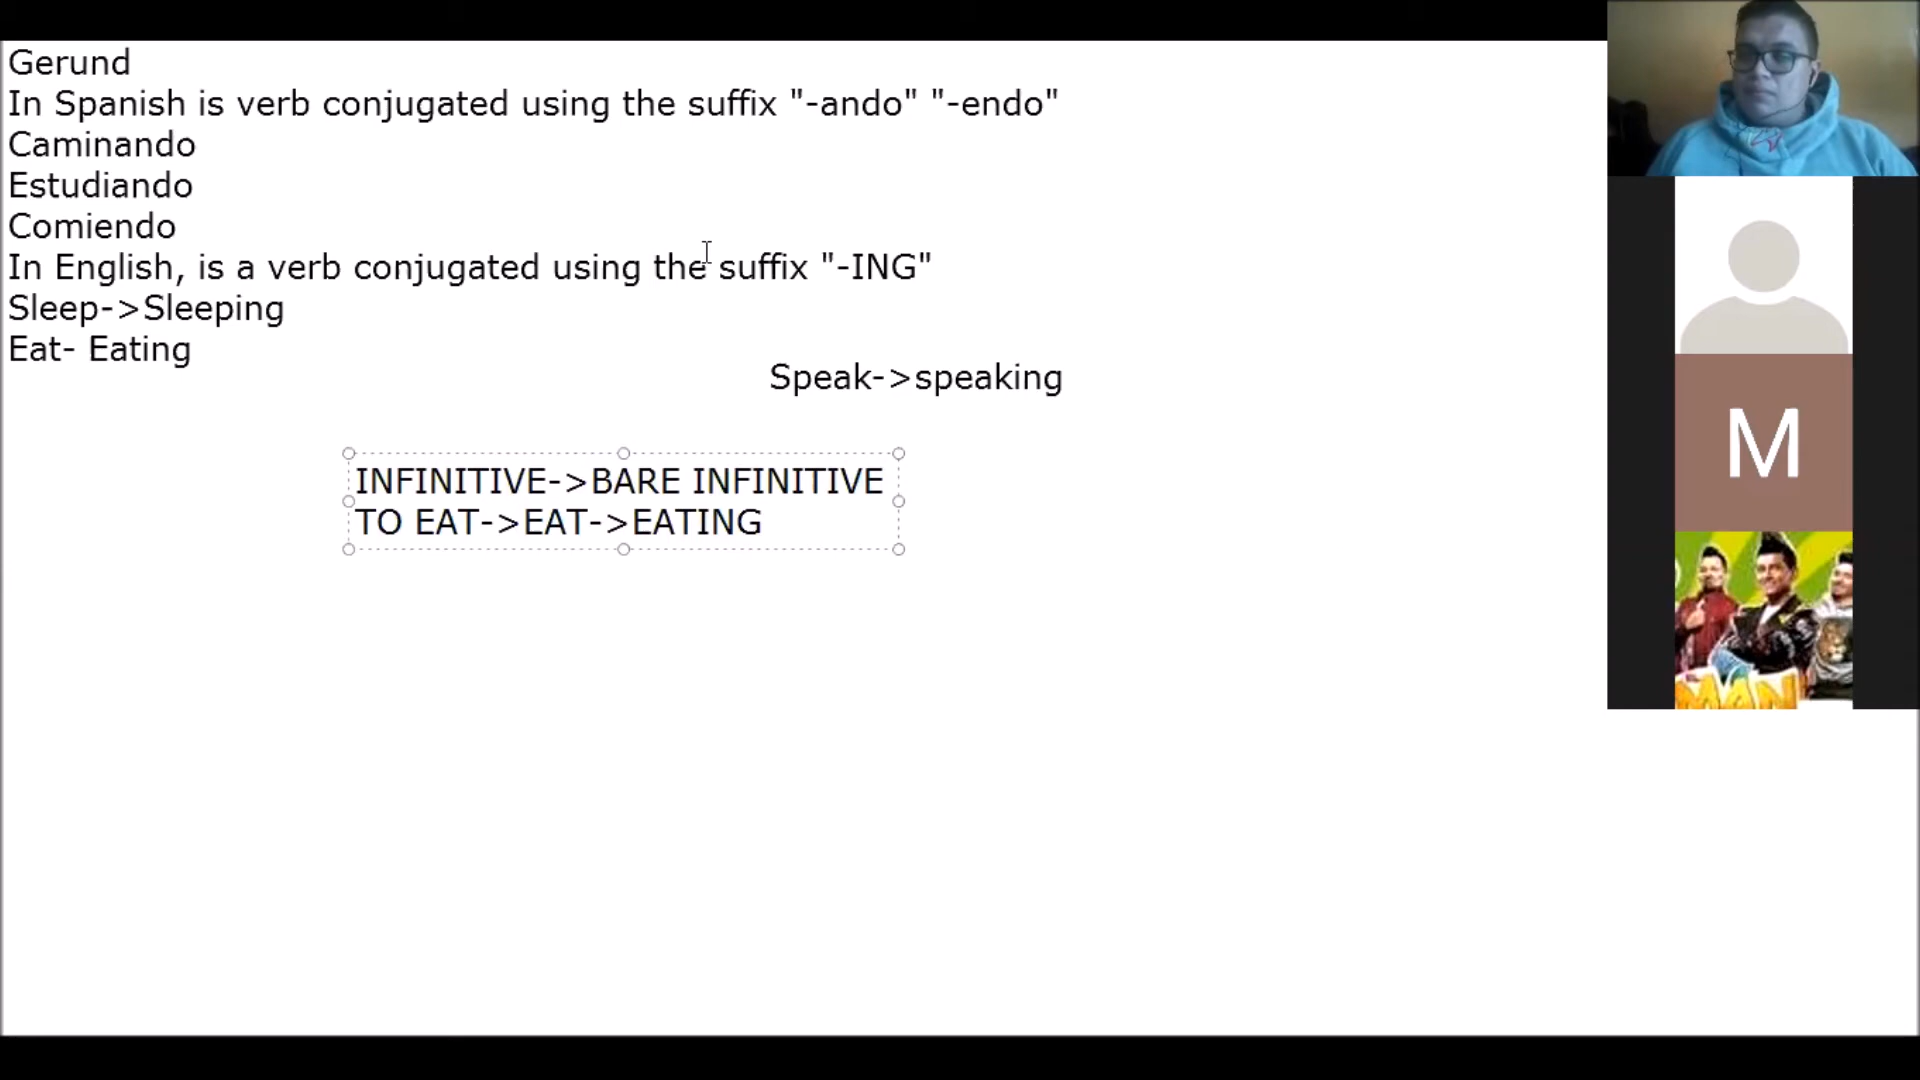 Gerund
In Spanish is verb conjugated using the suffix "-ando" "-endo"
Caminando
Estudiando
Comiendo
In English, is a verb conjugated using the suffix "-ING"
Sleep->Sleeping
Eat- Eating
Speak->speaking
INFINITIVE->BARE INFINITIVE
TO EAT->EAT->EATING
M